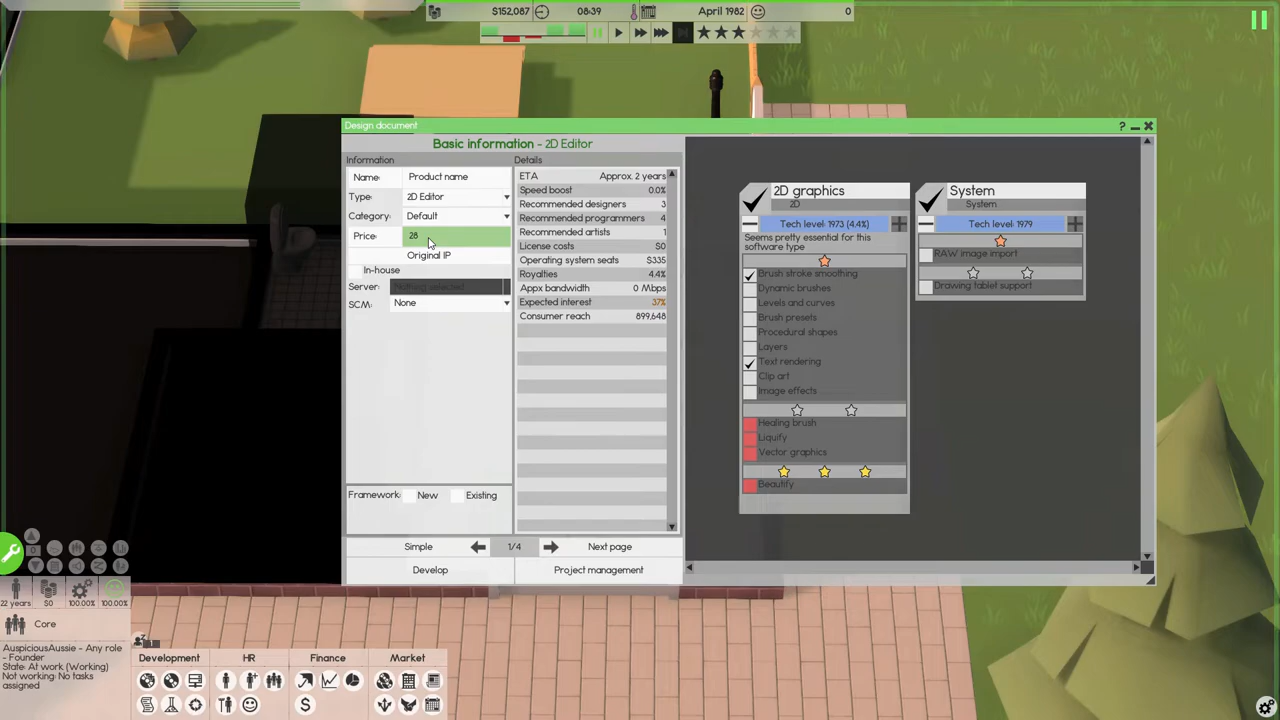 $152,087
08:39
April 1982
0
Design document
?
Basic information - 2D Editor
Information
Name:
Product name
Type:
2D Editor
Category:
Default
Price:
28
Original IP
In-house
Server:
Nothing selected
SCM:
None
Framework:
New
Existing
Details
ETA
Approx. 2 years
Speed boost
0.0%
Recommended designers
3
Recommended programmers
4
Recommended artists
1
License costs
$0
Operating system seats
$335
Royalties
4.4%
Appx bandwidth
0 Mbps
Expected interest
37%
Consumer reach
899,648
Simple
1/4
Next page
Develop
Project management
2D graphics
2D
Tech level: 1973 (4.4%)
Seems pretty essential for this
software type
Brush stroke smoothing
Dynamic brushes
Levels and curves
Brush presets
Procedural shapes
Layers
Text rendering
Clip art
Image effects
Healing brush
Liquify
Vector graphics
Beautify
System
System
Tech level: 1979
RAW image import
Drawing tablet support
0
22 years
$0
100.00%
100.00%
Core
AuspiciousAussie - Any role
- Founder
State: At work (Working)
Not working: No tasks
assigned
Development
HR
Finance
Market